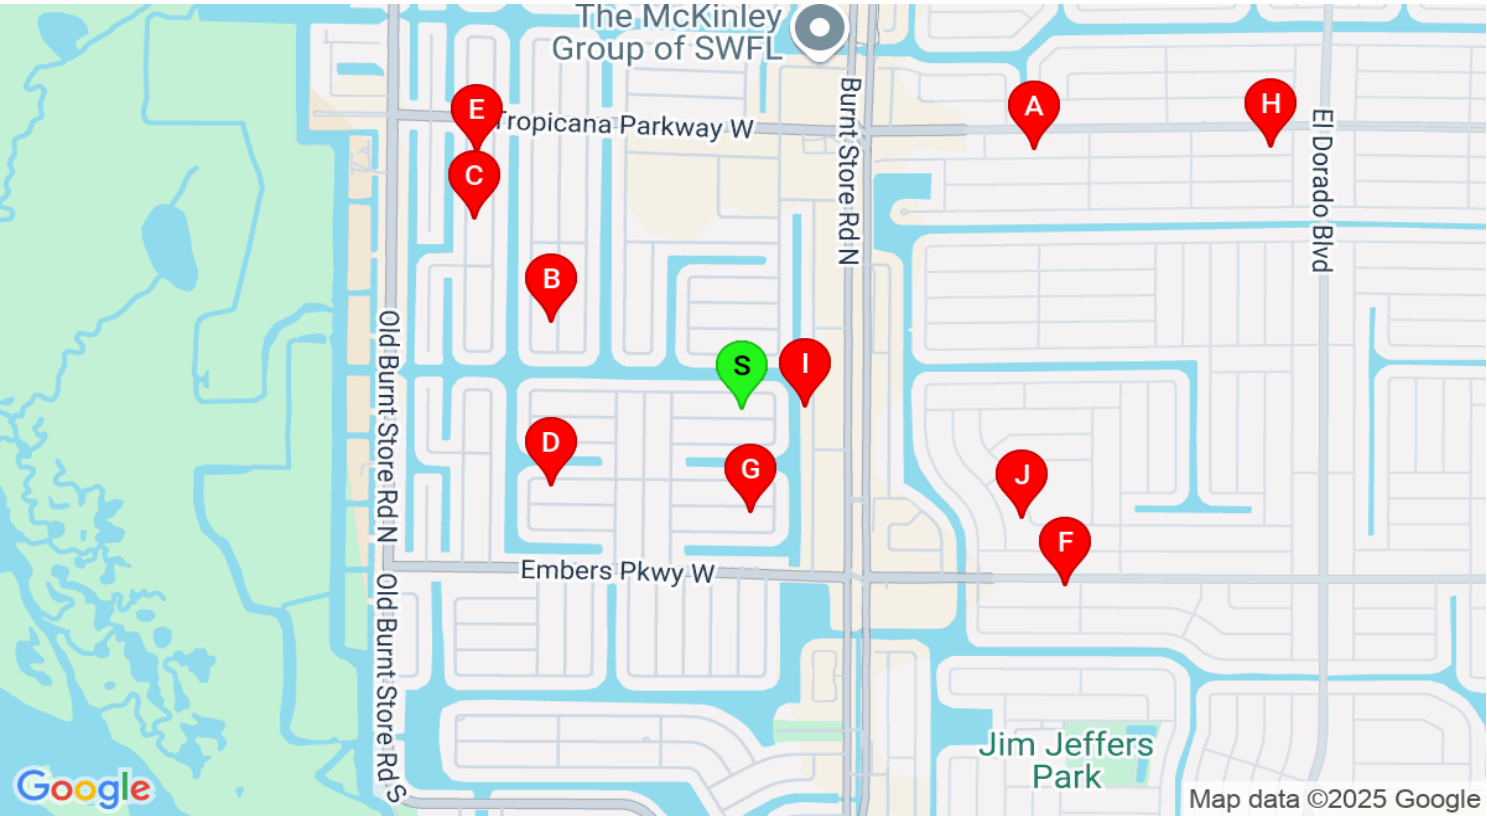 The McKinley
Group of SWFL
Burnt Store Rd N
A
H
E
Tropicana Parkway W
El Dorado Blvd
C
B
Old Burnt Store Rd N
S
I
D
G
J
F
Embers Pkwy W
Old Burnt Store Rd S
Jim Jeffers
Park
Google
Map data ©2025 Google